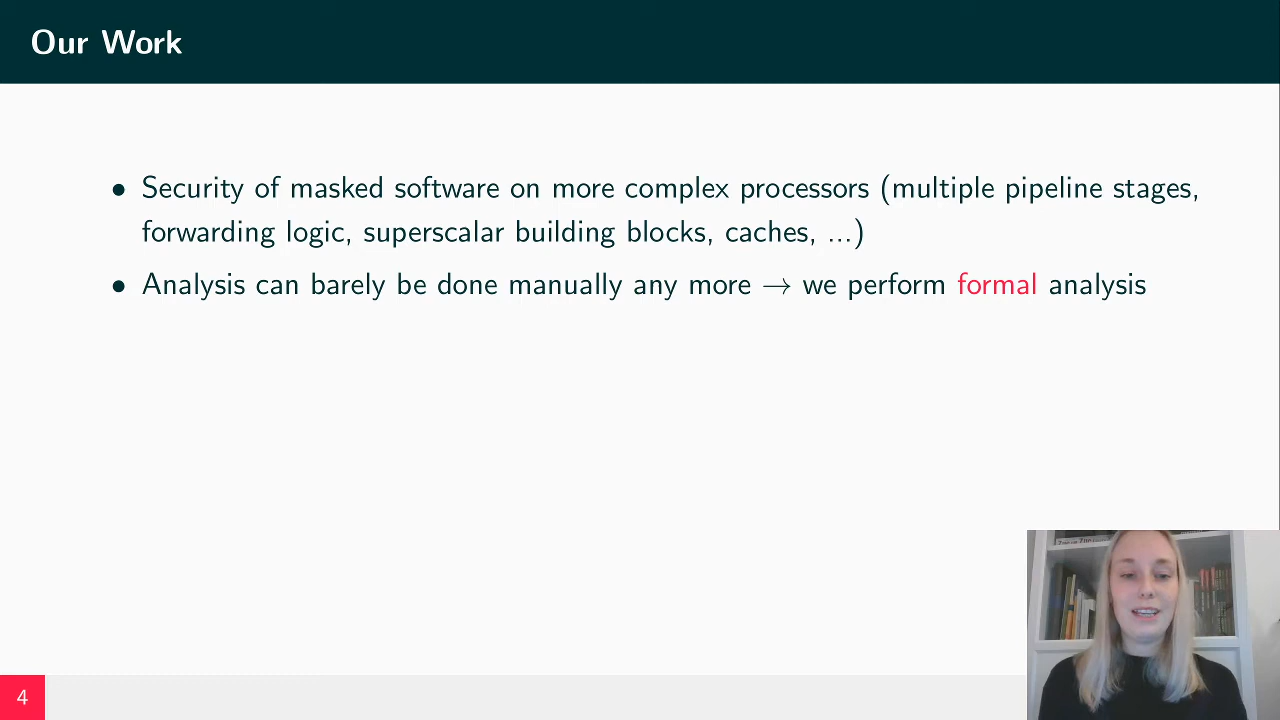 Our Work
• Security of masked software on more complex processors (multiple pipeline stages,
forwarding logic, superscalar building blocks, caches, ...)
• Analysis can barely be done manually any more → we perform formal analysis
4